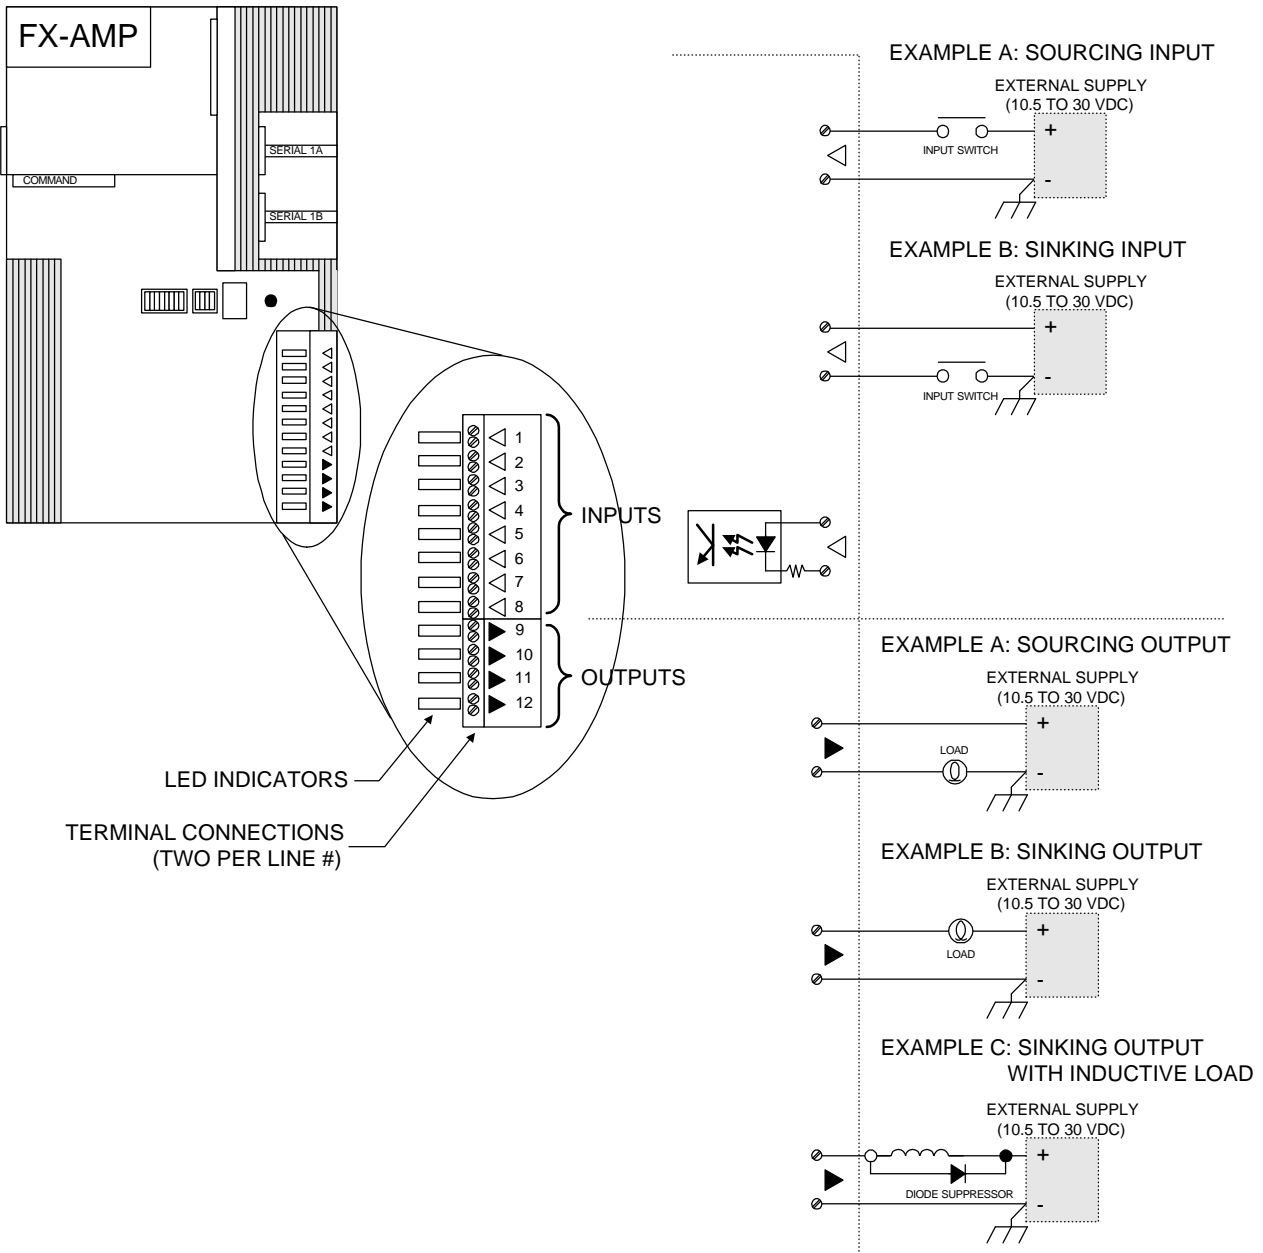 FX-AMP
SERIAL 1A
COMMAND
SERIAL 1B
1
2
3
4
5
6
7
8
9
10
11
12
INPUTS
OUTPUTS
LED INDICATORS
TERMINAL CONNECTIONS
(TWO PER LINE #)
EXAMPLE A: SOURCING INPUT
EXTERNAL SUPPLY
(10.5 TO 30 VDC)
+
INPUT SWITCH
-
EXAMPLE B: SINKING INPUT
EXTERNAL SUPPLY
(10.5 TO 30 VDC)
+
-
INPUT SWITCH
EXAMPLE A: SOURCING OUTPUT
EXTERNAL SUPPLY
(10.5 TO 30 VDC)
+
LOAD
-
EXAMPLE B: SINKING OUTPUT
EXTERNAL SUPPLY
(10.5 TO 30 VDC)
+
LOAD
-
EXAMPLE C: SINKING OUTPUT
WITH INDUCTIVE LOAD
EXTERNAL SUPPLY
(10.5 TO 30 VDC)
+
DIODE SUPPRESSOR
-